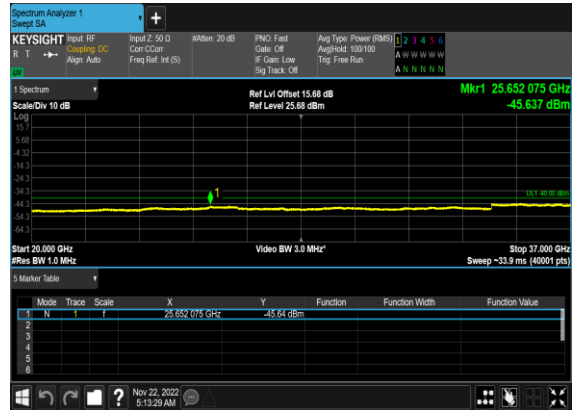 Spectrum Analyzer 1
Swept SA
KEYSIGHT Input: RF Input Z: 50 Ω #Atten: 20 dB PNO: Fast Avg Type: Power (RMS) 1 2 3 4 5 6
R T Coupling: DC Corr CCorr Gate: Off Avg|Hold: 100/100 A W W W W W
Align: Auto Freq Ref: Int (S) IF Gain: Low Trig: Free Run
Sig Track: Off A N N N N N
1 Spectrum Ref Lvl Offset 15.68 dB Mkr1 25.652 075 GHz
Scale/Div 10 dB Ref Level 25.68 dBm -45.637 dBm
Log
15.7
5.68
-4.32
-14.3
-24.3
-34.3 1 DL1 -40.00 dBm
-44.3
-54.3
-64.3
Start 20.000 GHz Video BW 3.0 MHz* Stop 37.000 GHz
#Res BW 1.0 MHz Sweep ~33.9 ms (40001 pts)
5 Marker Table
Mode Trace Scale X Y Function Function Width Function Value
1 N 1 f 25.652 075 GHz -45.64 dBm
2
3
4
5
6
? Nov 22, 2022
5:13:29 AM